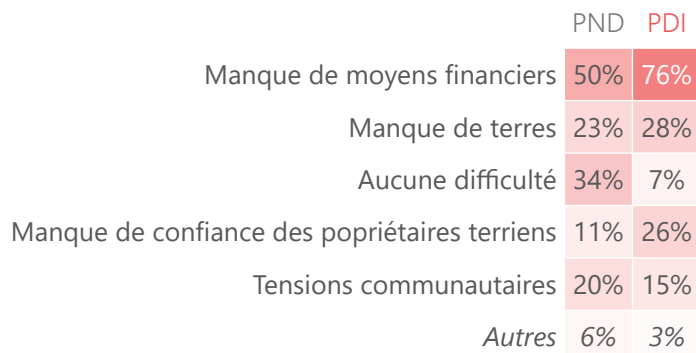 PND PDI
Manque de moyens financiers 50% 76%
Manque de terres 23% 28%
Aucune difficulté 34% 7%
Manque de confiance des popriétaires terriens 11% 26%
Tensions communautaires 20% 15%
Autres 6% 3%